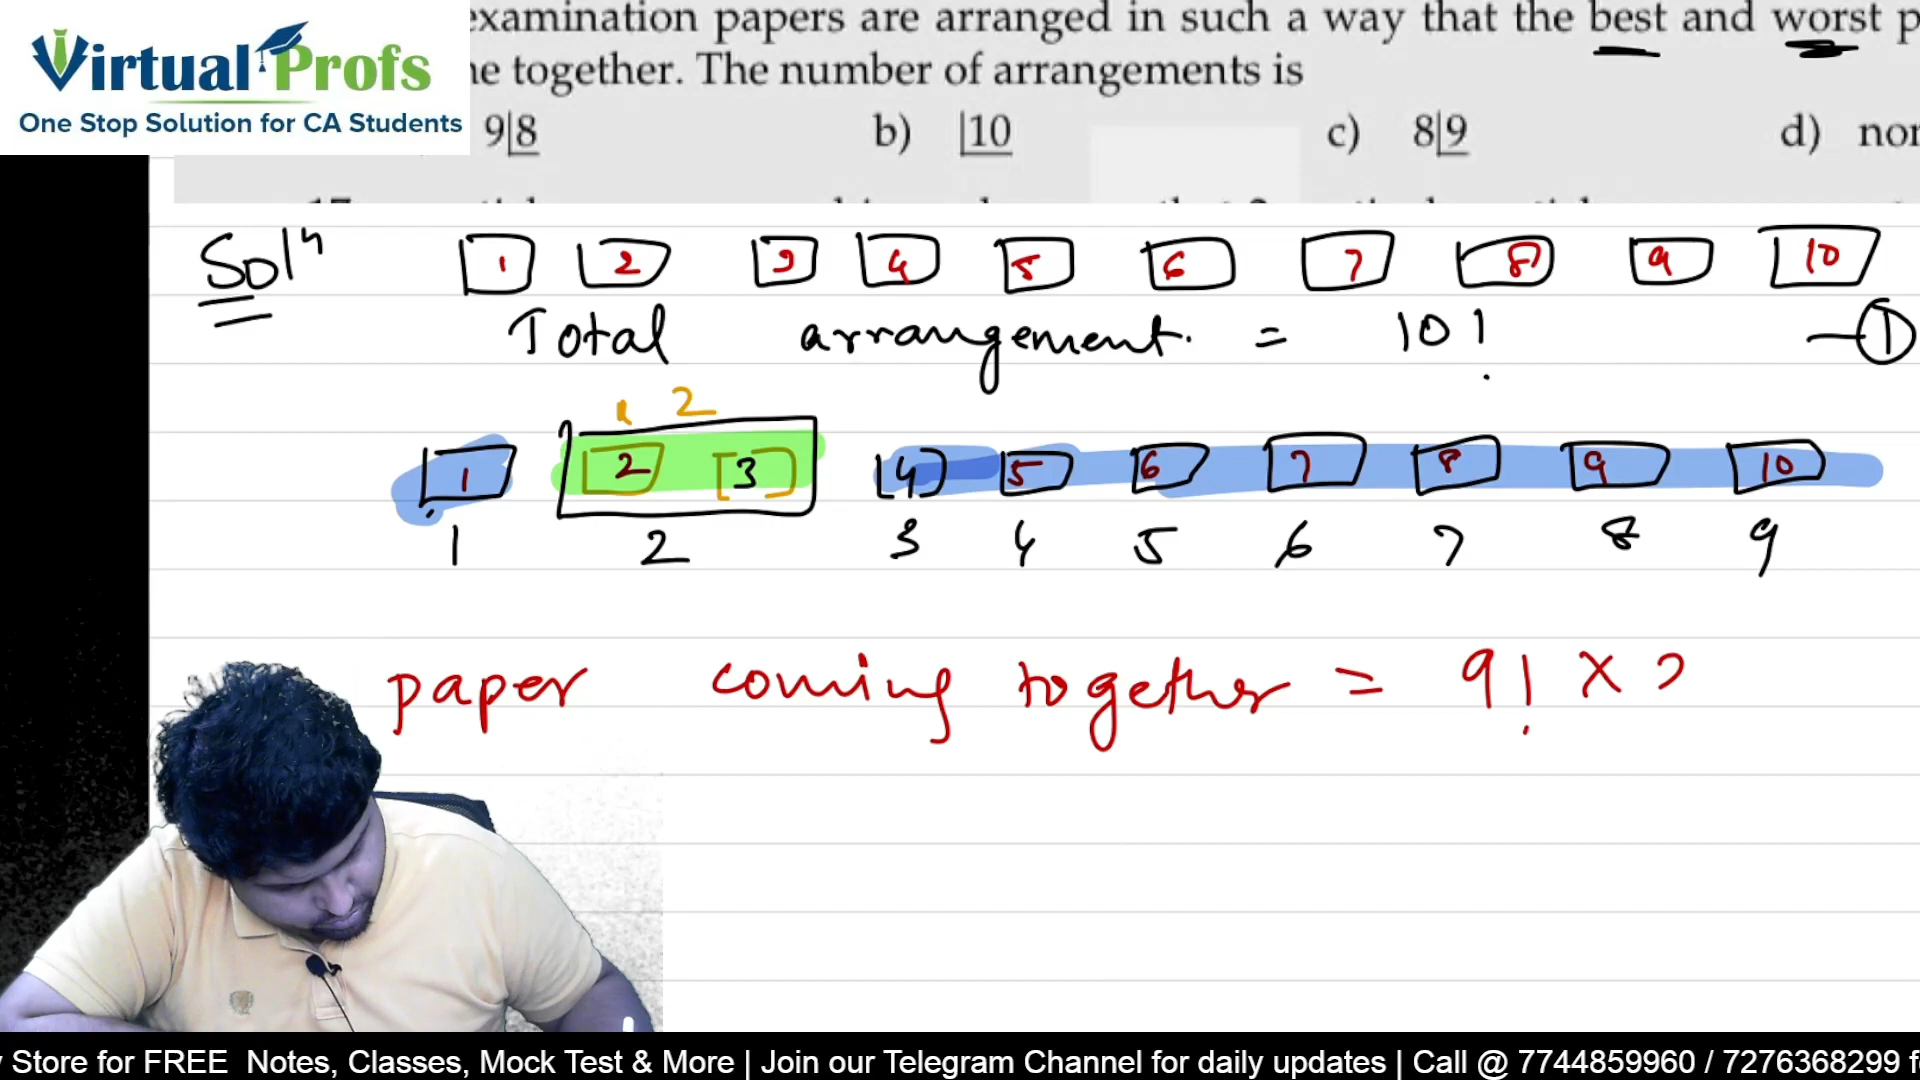 Virtual Profs
One Stop Solution for CA Students
examination papers are arranged in such a way that the best and worst p
ne together. The number of arrangements is
9|8 b) |10 c) 8|9 d) nor
Solⁿ 1 2 3 4 5 6 7 8 9 10
Total arrangement. = 10! —①
1 2
1 2 3 4 5 6 7 8 9 10
1 2 3 4 5 6 7 8 9
paper coming together = 9! ×
y Store for FREE Notes, Classes, Mock Test & More | Join our Telegram Channel for daily updates | Call @ 7744859960 / 7276368299 f